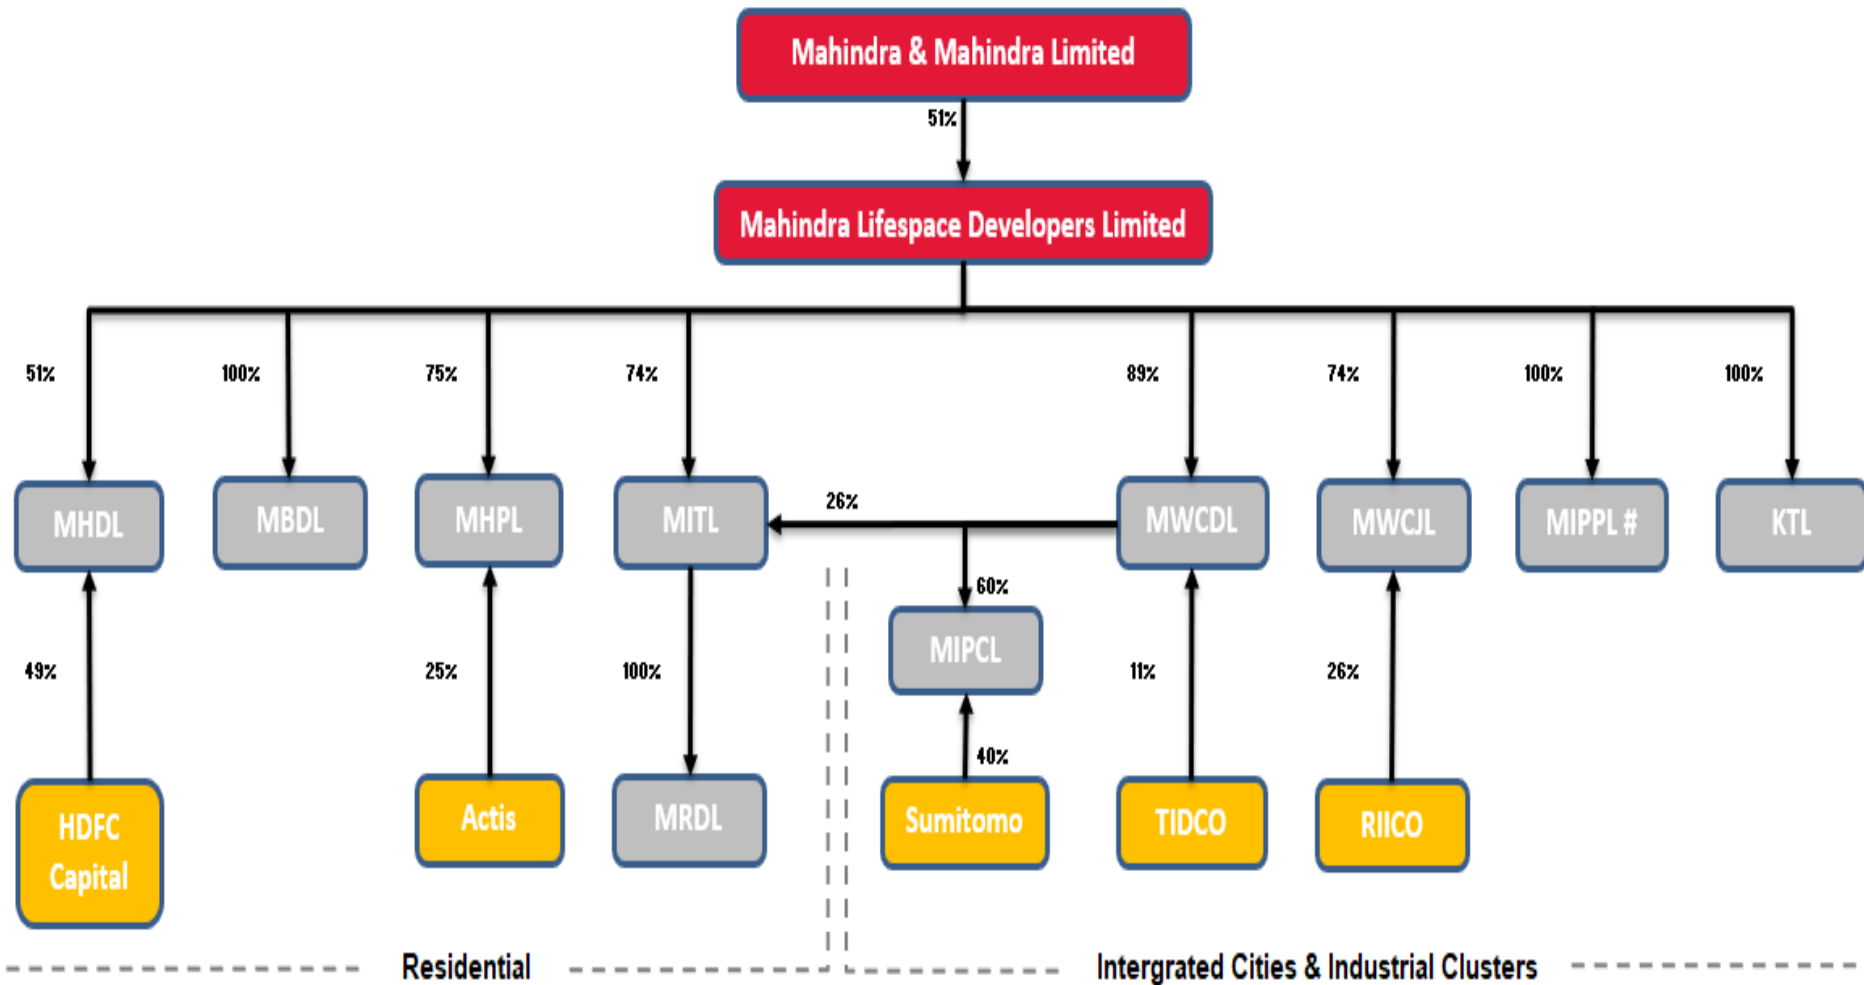 Mahindra & Mahindra Limited
51%
Mahindra Lifespace Developers Limited
51%
100%
75%
74%
89%
74%
100%
100%
MHDL
MBDL
MHPL
MITL
26%
MWCDL
MWCJL
MIPPL #
KTL
60%
MIPCL
49%
25%
100%
11%
26%
40%
HDFC
Capital
Actis
MRDL
Sumitomo
TIDCO
RIICO
Residential
Intergrated Cities & Industrial Clusters